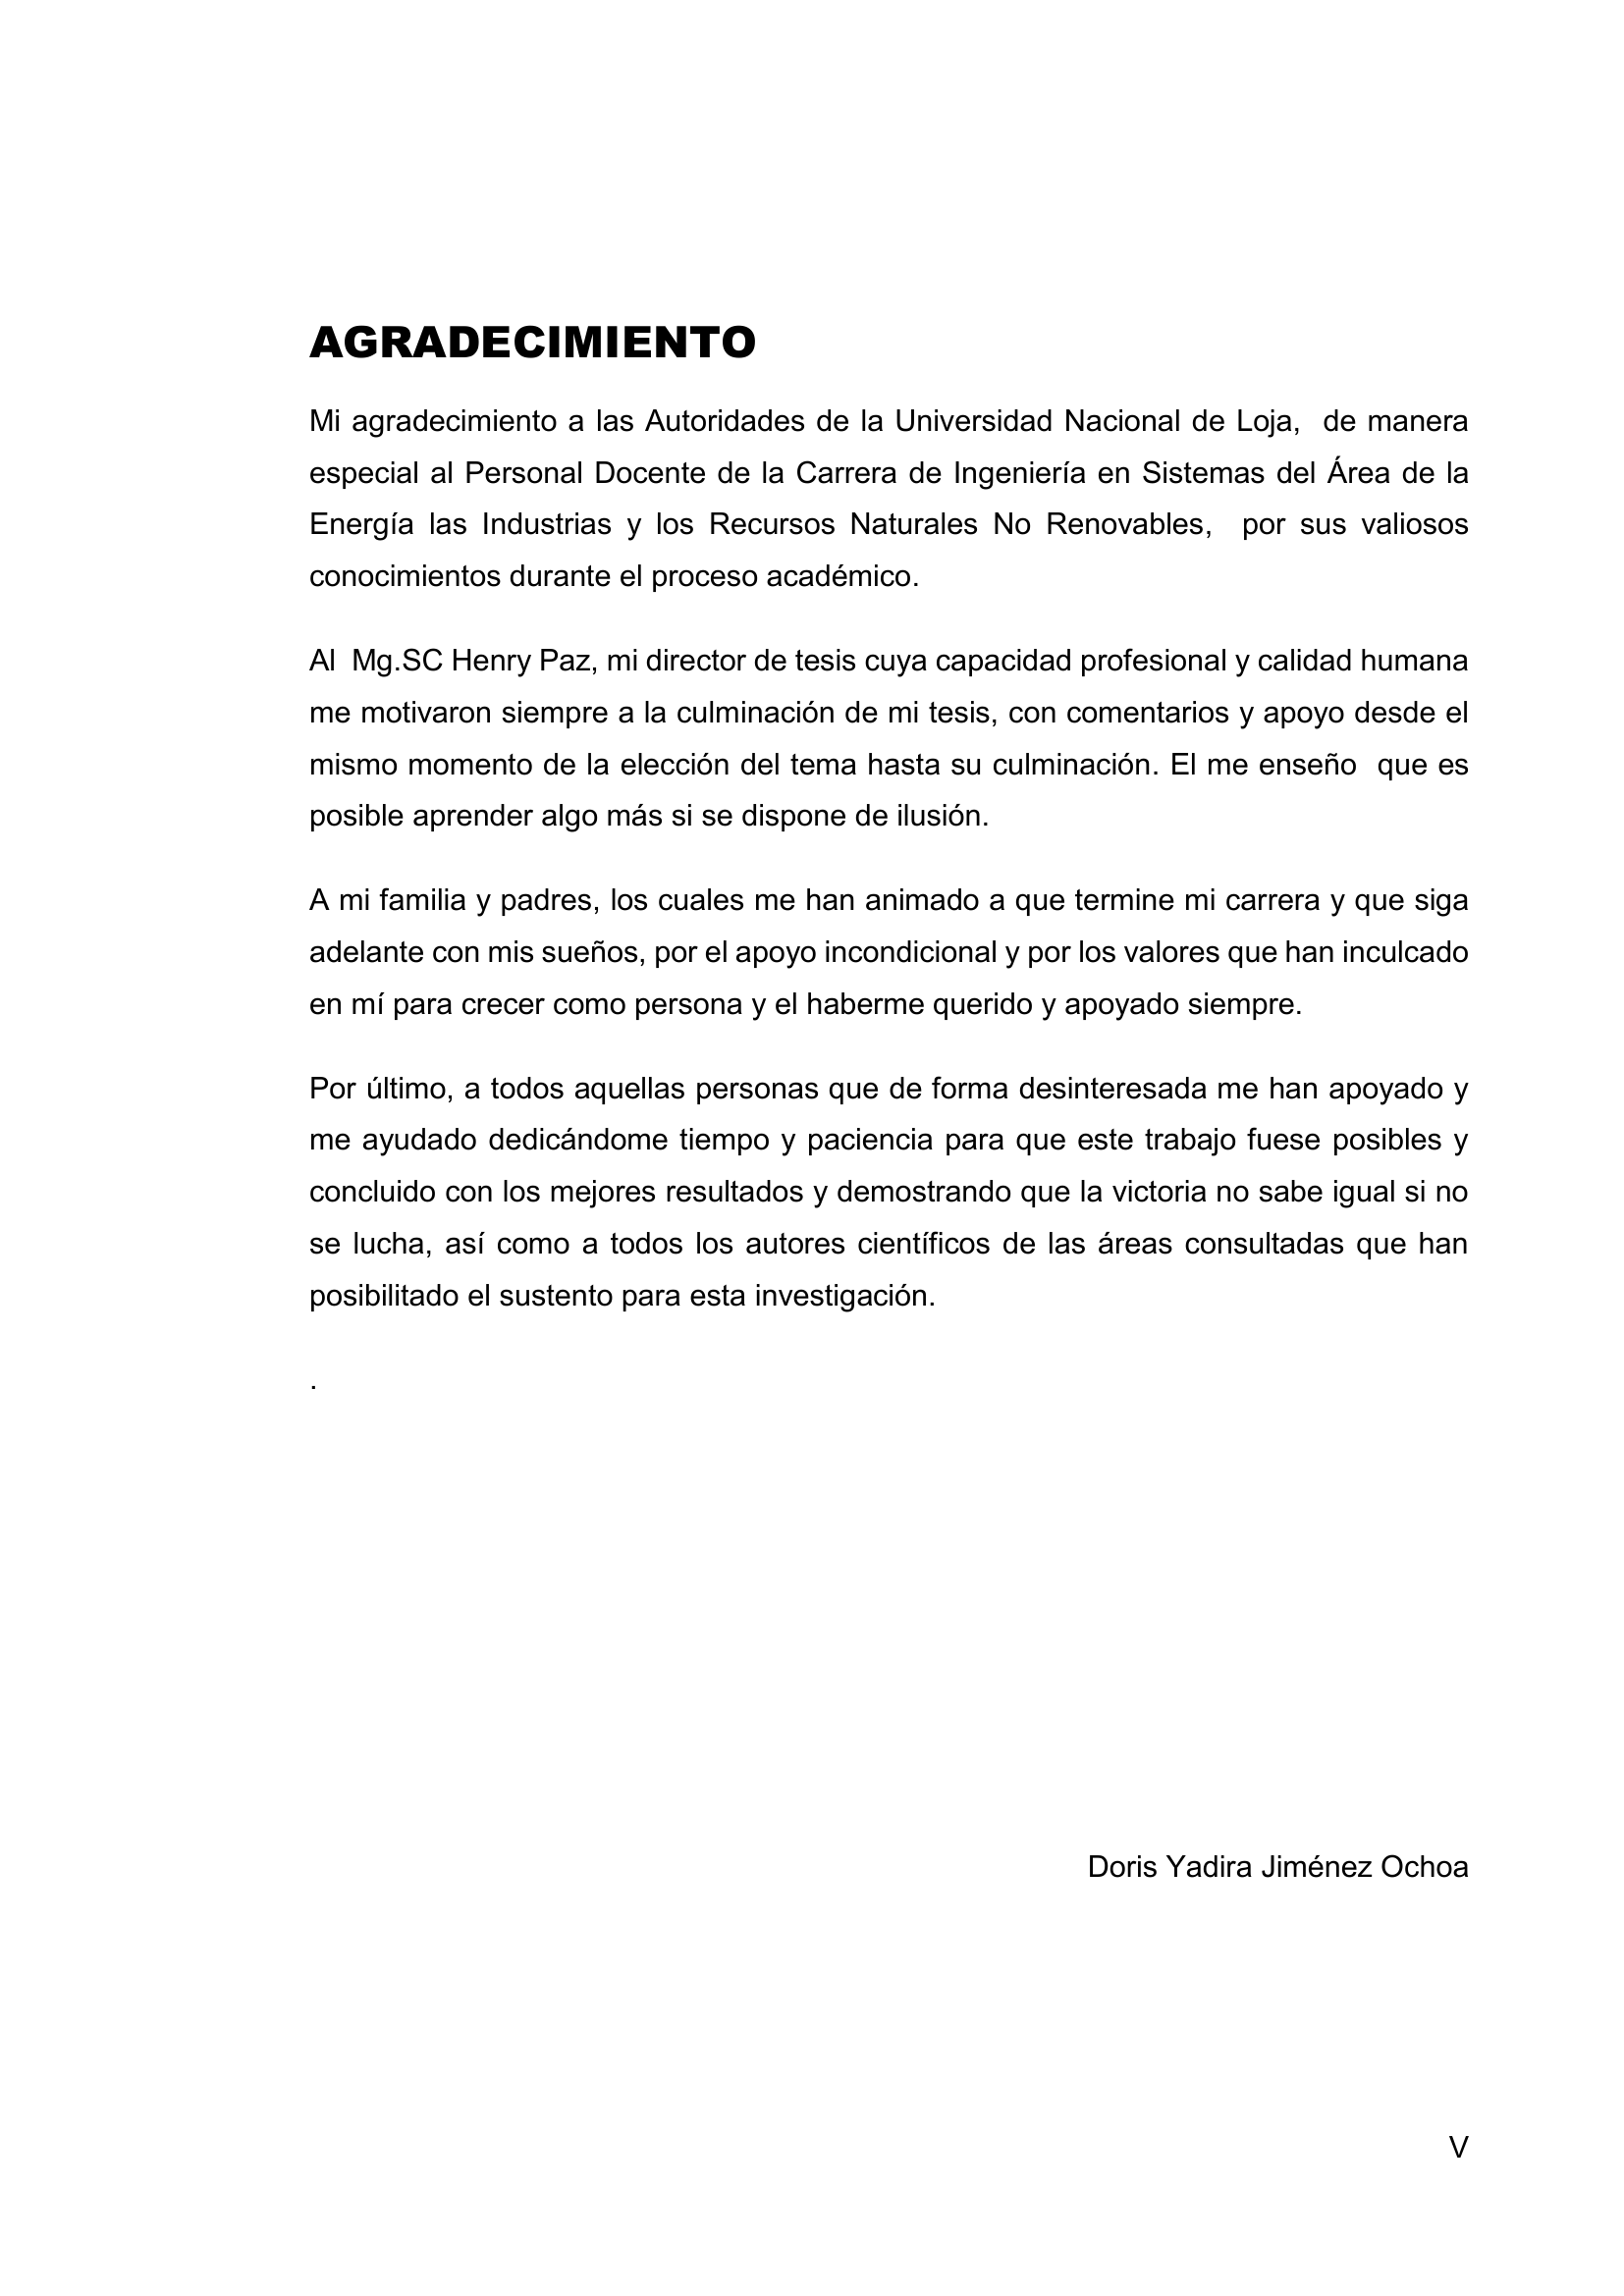 AGRADECIMIENTO
Mi agradecimiento a las Autoridades de la Universidad Nacional de Loja,  de manera
especial al Personal Docente de la Carrera de Ingeniería en Sistemas del Área de la
Energía las Industrias y los Recursos Naturales No Renovables,  por sus valiosos
conocimientos durante el proceso académico.
Al  Mg.SC Henry Paz, mi director de tesis cuya capacidad profesional y calidad humana
me motivaron siempre a la culminación de mi tesis, con comentarios y apoyo desde el
mismo momento de la elección del tema hasta su culminación. El me enseño  que es
posible aprender algo más si se dispone de ilusión.
A mi familia y padres, los cuales me han animado a que termine mi carrera y que siga
adelante con mis sueños, por el apoyo incondicional y por los valores que han inculcado
en mí para crecer como persona y el haberme querido y apoyado siempre.
Por último, a todos aquellas personas que de forma desinteresada me han apoyado y
me ayudado dedicándome tiempo y paciencia para que este trabajo fuese posibles y
concluido con los mejores resultados y demostrando que la victoria no sabe igual si no
se lucha, así como a todos los autores científicos de las áreas consultadas que han
posibilitado el sustento para esta investigación.
.
Doris Yadira Jiménez Ochoa
V